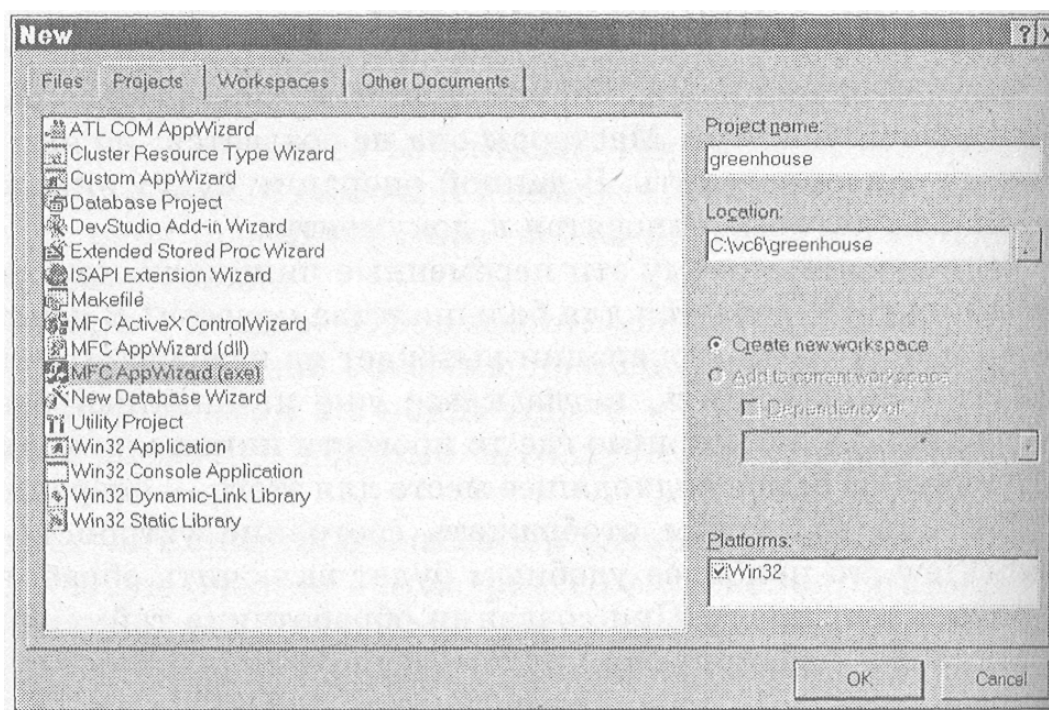 New
Files Projects Workspaces Other Documents
ATL COM AppWizard
Cluster Resource Type Wizard
Custom AppWizard
Database Project
DevStudio Add-in Wizard
Extended Stored Proc Wizard
ISAPI Extension Wizard
Makefile
MFC ActiveX ControlWizard
MFC AppWizard (dll)
MFC AppWizard (exe)
New Database Wizard
Utility Project
Win32 Application
Win32 Console Application
Win32 Dynamic-Link Library
Win32 Static Library
Project name:
greenhouse
Location:
C:\vc6\greenhouse
Create new workspace
Add to current workspace
Dependency of:
Platforms:
Win32
OK Cancel